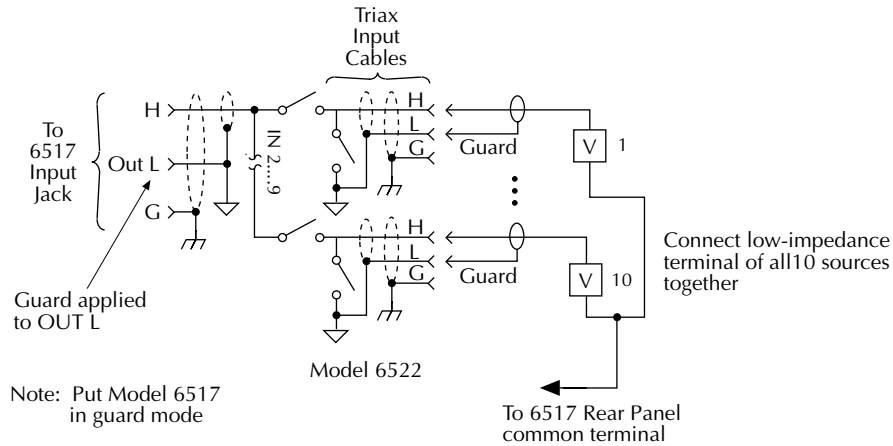 Triax
Input
Cables
H
To
6517
Input
Jack
Out L
G
IN 2....9
H
L
G
Guard
V
1
H
L
G
Guard
V
10
Connect low-impedance
terminal of all10 sources
together
Guard applied
to OUT L
Model 6522
Note: Put Model 6517
in guard mode
To 6517 Rear Panel
common terminal